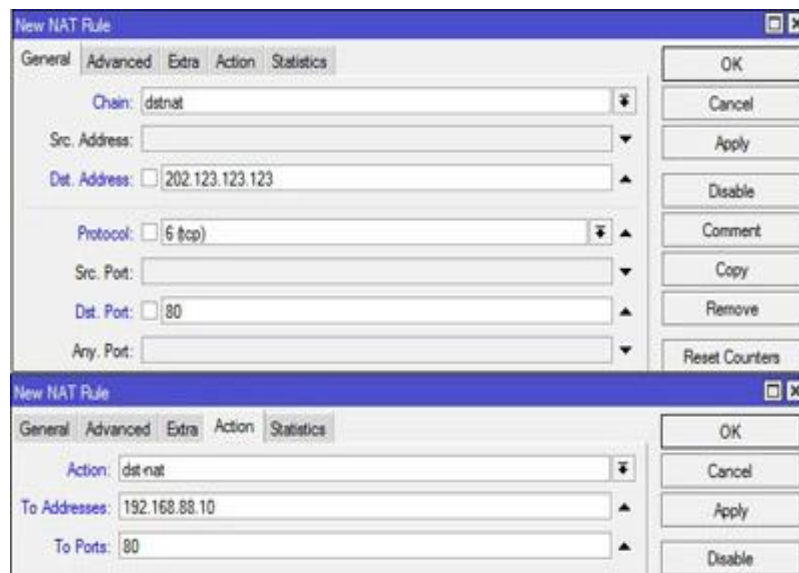 New NAT Rule
General Advanced Extra Action Statistics
OK
Chain: dstnat
Cancel
Src. Address:
Apply
Dst. Address: 202.123.123.123
Disable
Protocol: 6 (tcp)
Comment
Src. Port:
Copy
Dst. Port: 80
Remove
Any. Port:
Reset Counters
New NAT Rule
General Advanced Extra Action Statistics
OK
Action: dst-nat
Cancel
To Addresses: 192.168.88.10
Apply
To Ports: 80
Disable